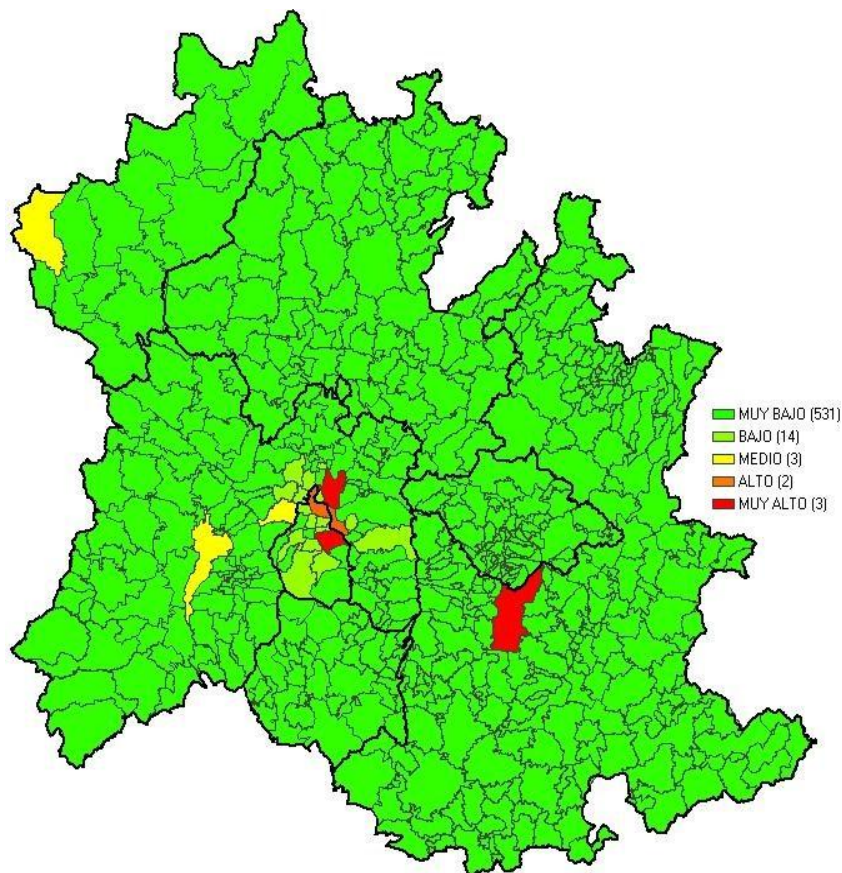 MUY BAJO (531)
BAJO (14)
MEDIO (3)
ALTO (2)
MUY ALTO (3)